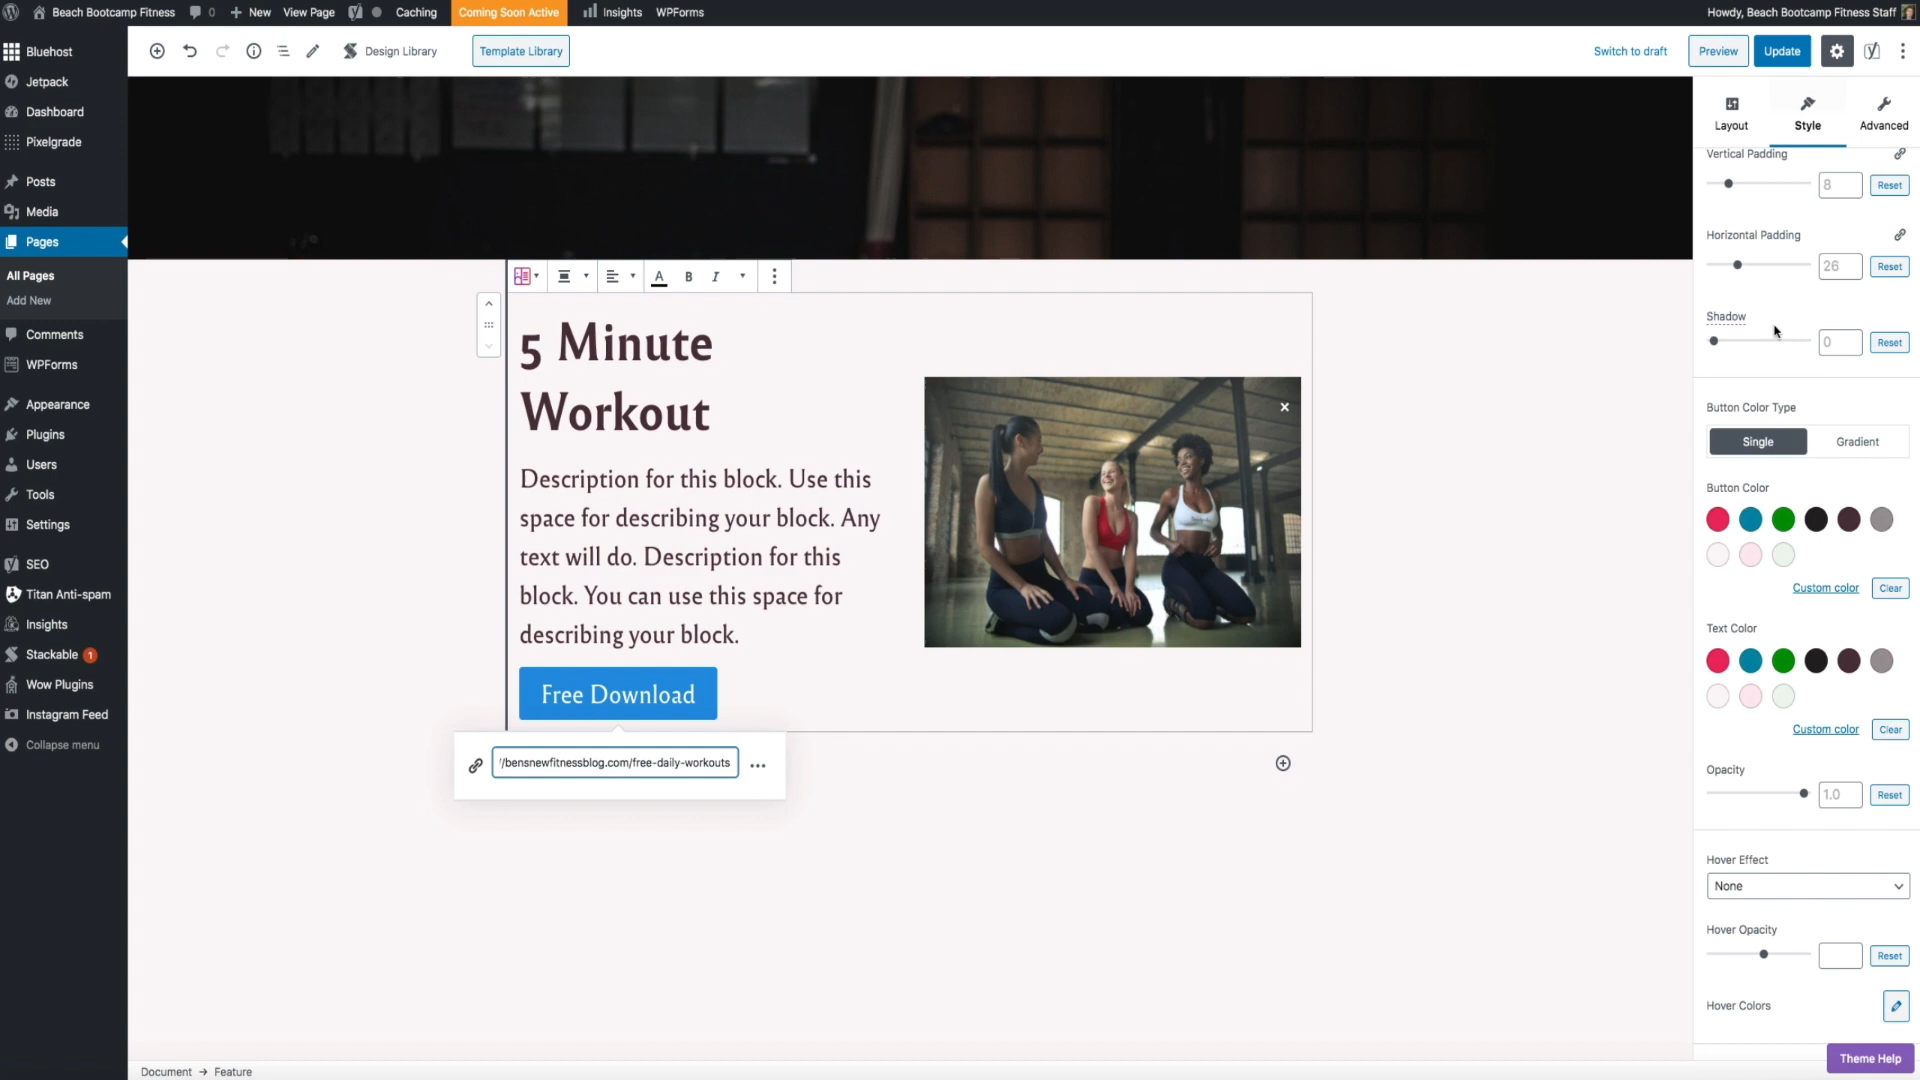 Beach Bootcamp Fitness 0 New View Page Caching Coming Soon Active Insights WPForms Howdy, Beach Bootcamp Fitness Staff
Bluehost
Jetpack
Dashboard
Pixelgrade
Posts
Media
Pages
All Pages
Add New
Comments
WPForms
Appearance
Plugins
Users
Tools
Settings
SEO
Titan Anti-spam
Insights
Stackable 1
Wow Plugins
Instagram Feed
Collapse menu
Design Library Template Library Switch to draft Preview Update
A B I
5 Minute
Workout
Description for this block. Use this
space for describing your block. Any
text will do. Description for this
block. You can use this space for
describing your block.
Free Download
'/bensnewfitnessblog.com/free-daily-workouts
Layout Style Advanced
Vertical Padding
8 Reset
Horizontal Padding
26 Reset
Shadow
0 Reset
Button Color Type
Single Gradient
Button Color
Custom color Clear
Text Color
Custom color Clear
Opacity
1.0 Reset
Hover Effect
None
Hover Opacity
Reset
Hover Colors
Theme Help
Document → Feature